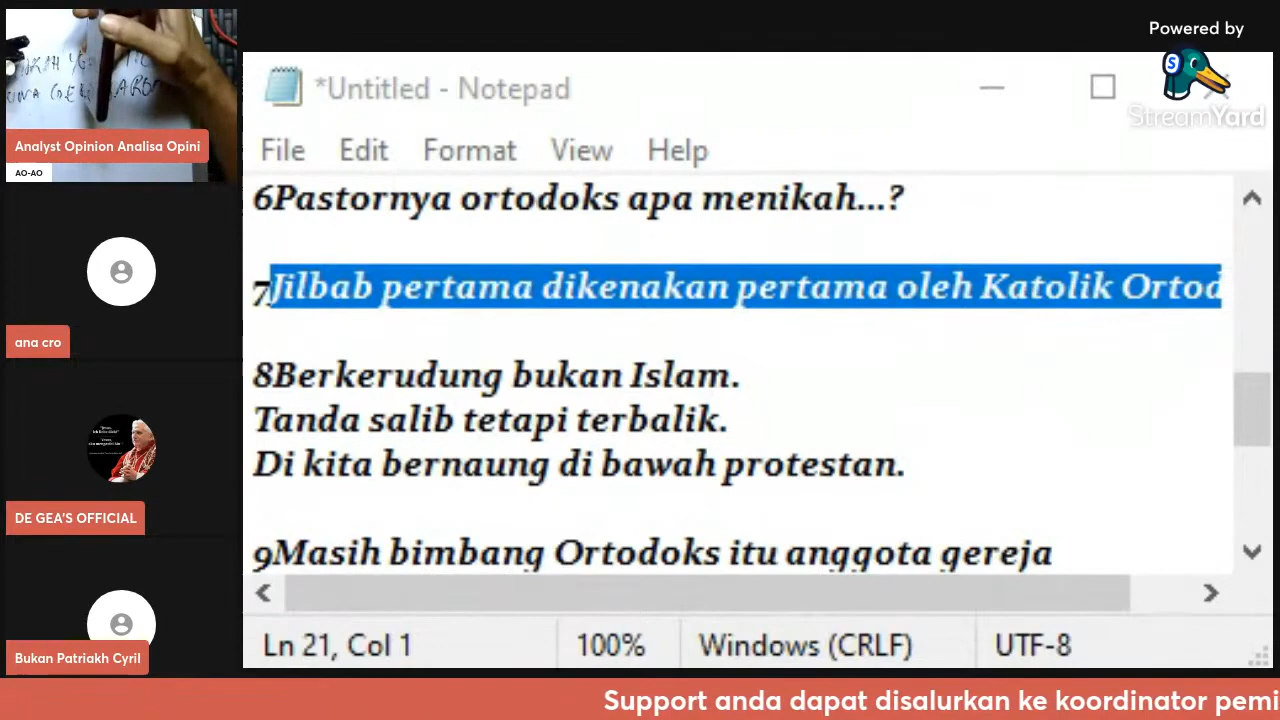 Powered by
StreamYard
*Untitled - Notepad
File Edit Format View Help
6Pastornya ortodoks apa menikah...?
7Jilbab pertama dikenakan pertama oleh Katolik Ortod
8Berkerudung bukan Islam.
Tanda salib tetapi terbalik.
Di kita bernaung di bawah protestan.
9Masih bimbang Ortodoks itu anggota gereja
Ln 21, Col 1 100% Windows (CRLF) UTF-8
Analyst Opinion Analisa Opini
AO-AO
ana cro
DE GEA'S OFFICIAL
Bukan Patriakh Cyril
Support anda dapat disalurkan ke koordinator pemi